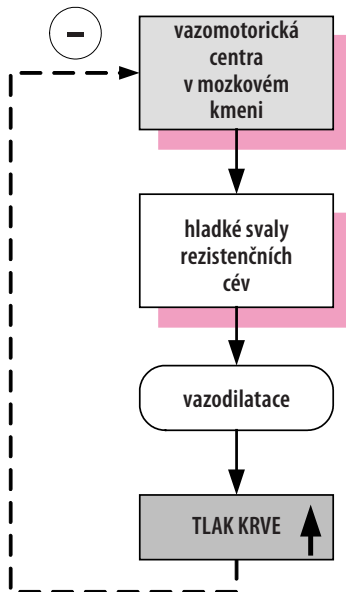 –
vazomotorická
centra
v mozkovém
kmeni
hladké svaly
rezistenčních
cév
vazodilatace
TLAK KRVE